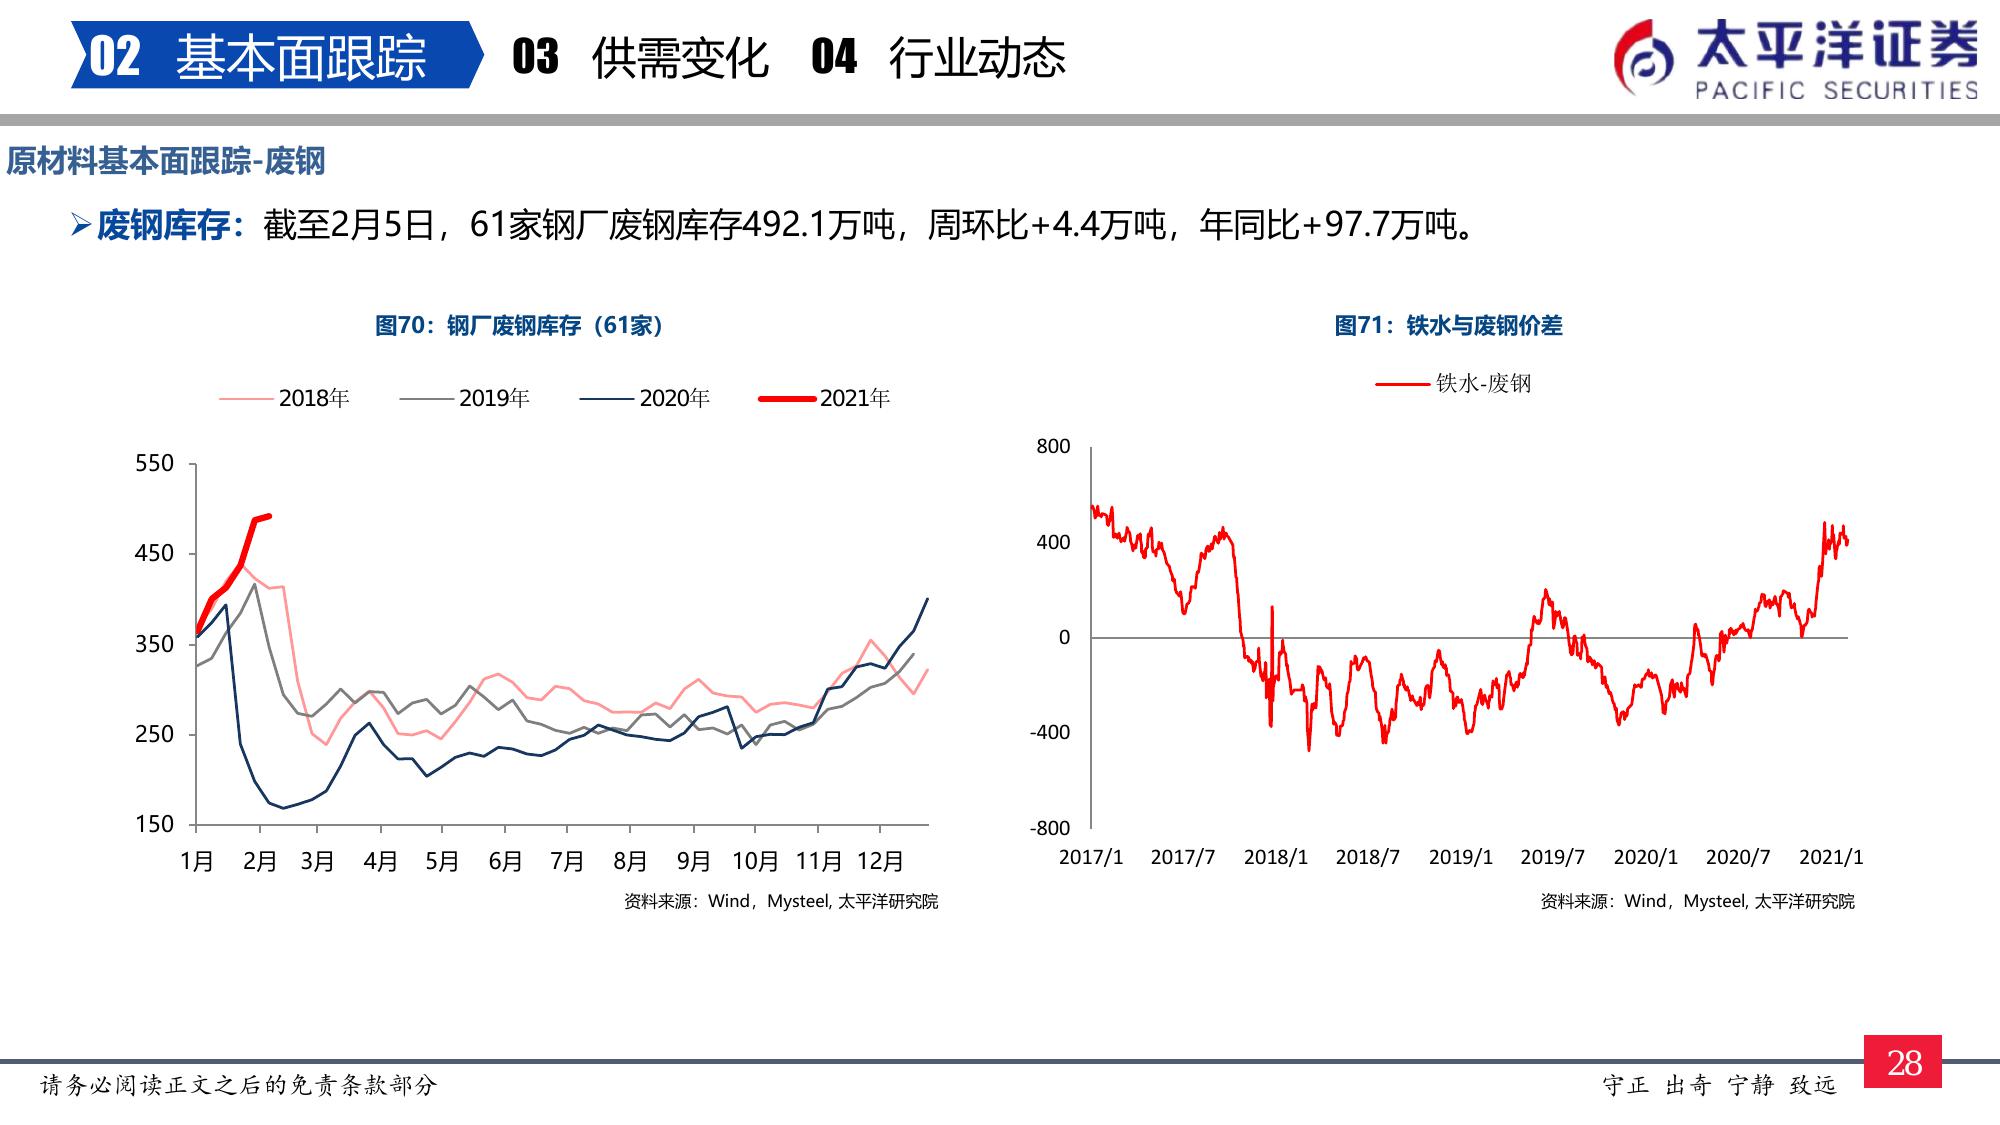 02 基本面跟踪 03 供需变化 04 行业动态
太平洋证券
PACIFIC SECURITIES
原材料基本面跟踪-废钢
➢废钢库存：截至2月5日，61家钢厂废钢库存492.1万吨，周环比+4.4万吨，年同比+97.7万吨。
图70：钢厂废钢库存（61家）
2018年 2019年 2020年 2021年
550
450
350
250
150
1月 2月 3月 4月 5月 6月 7月 8月 9月 10月 11月 12月
资料来源：Wind，Mysteel, 太平洋研究院
图71：铁水与废钢价差
铁水-废钢
800
400
0
-400
-800
2017/1 2017/7 2018/1 2018/7 2019/1 2019/7 2020/1 2020/7 2021/1
资料来源：Wind，Mysteel, 太平洋研究院
请务必阅读正文之后的免责条款部分
守正 出奇 宁静 致远
28